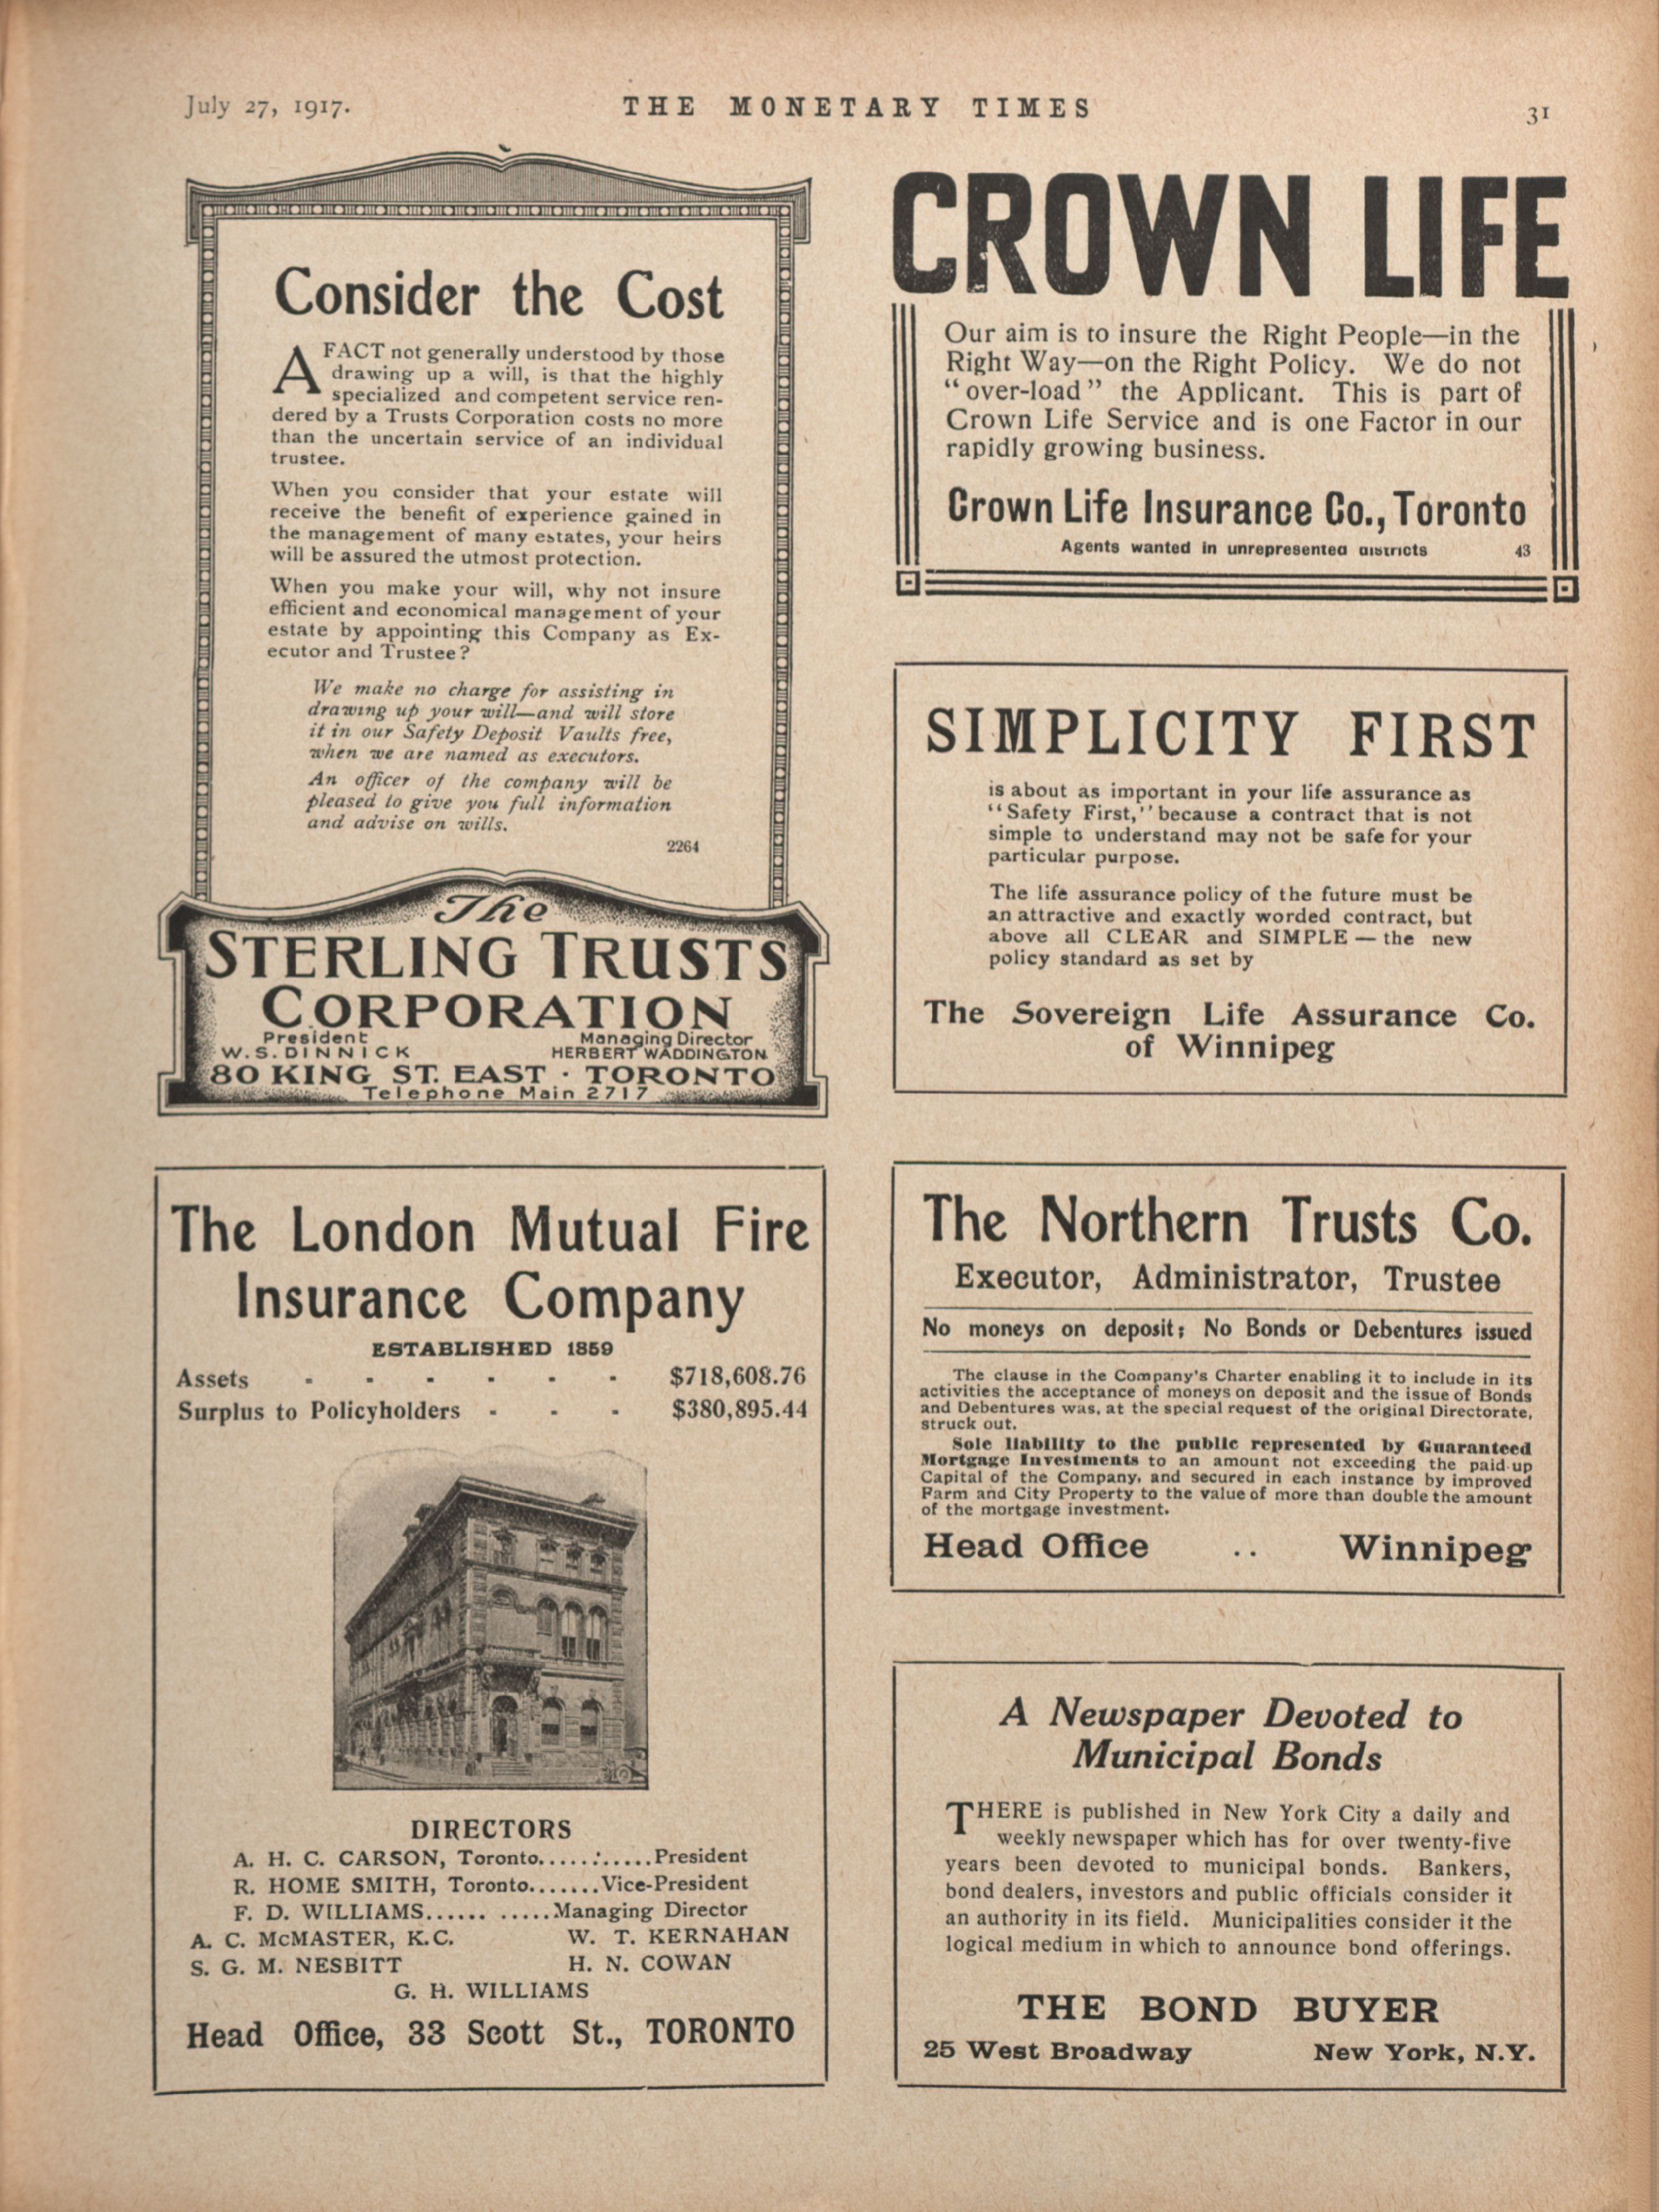 July 27, 1917.
THE MONETARY TIMES
31
Consider the Cost
A FACT not generally understood by those
drawing up a will, is that the highly
specialized and competent service ren-
dered by a Trusts Corporation costs no more
than the uncertain service of an individual
trustee.
When you consider that your estate will
receive the benefit of experience gained in
the management of many estates, your heirs
will be assured the utmost protection.
When you make your will, why not insure
efficient and economical management of your
estate by appointing this Company as Ex-
ecutor and Trustee?
We make no charge for assisting in
drawing up your will—and will store
it in our Safety Deposit Vaults free,
when we are named as executors.
An officer of the company will be
pleased to give you full information
and advise on wills.
2264
The
STERLING TRUSTS
CORPORATION
President Managing Director
W. S. DINNICK HERBERT WADDINGTON
80 KING ST. EAST · TORONTO
Telephone Main 2717
The London Mutual Fire
Insurance Company
ESTABLISHED 1859
Assets - - - - - - $718,608.76
Surplus to Policyholders - - - $380,895.44
DIRECTORS
A. H. C. CARSON, Toronto...........President
R. HOME SMITH, Toronto.......Vice-President
F. D. WILLIAMS...... .....Managing Director
A. C. McMASTER, K.C. W. T. KERNAHAN
S. G. M. NESBITT H. N. COWAN
G. H. WILLIAMS
Head Office, 33 Scott St., TORONTO
CROWN LIFE
Our aim is to insure the Right People—in the
Right Way—on the Right Policy. We do not
"over-load" the Applicant. This is part of
Crown Life Service and is one Factor in our
rapidly growing business.
Crown Life Insurance Co., Toronto
Agents wanted in unrepresented districts 43
SIMPLICITY FIRST
is about as important in your life assurance as
"Safety First," because a contract that is not
simple to understand may not be safe for your
particular purpose.
The life assurance policy of the future must be
an attractive and exactly worded contract, but
above all CLEAR and SIMPLE — the new
policy standard as set by
The Sovereign Life Assurance Co.
of Winnipeg
The Northern Trusts Co.
Executor, Administrator, Trustee
No moneys on deposit; No Bonds or Debentures issued
The clause in the Company's Charter enabling it to include in its
activities the acceptance of moneys on deposit and the issue of Bonds
and Debentures was, at the special request of the original Directorate,
struck out.
Sole liability to the public represented by Guaranteed
Mortgage Investments to an amount not exceeding the paid-up
Capital of the Company, and secured in each instance by improved
Farm and City Property to the value of more than double the amount
of the mortgage investment.
Head Office .. Winnipeg
A Newspaper Devoted to
Municipal Bonds
THERE is published in New York City a daily and
weekly newspaper which has for over twenty-five
years been devoted to municipal bonds. Bankers,
bond dealers, investors and public officials consider it
an authority in its field. Municipalities consider it the
logical medium in which to announce bond offerings.
THE BOND BUYER
25 West Broadway New York, N.Y.